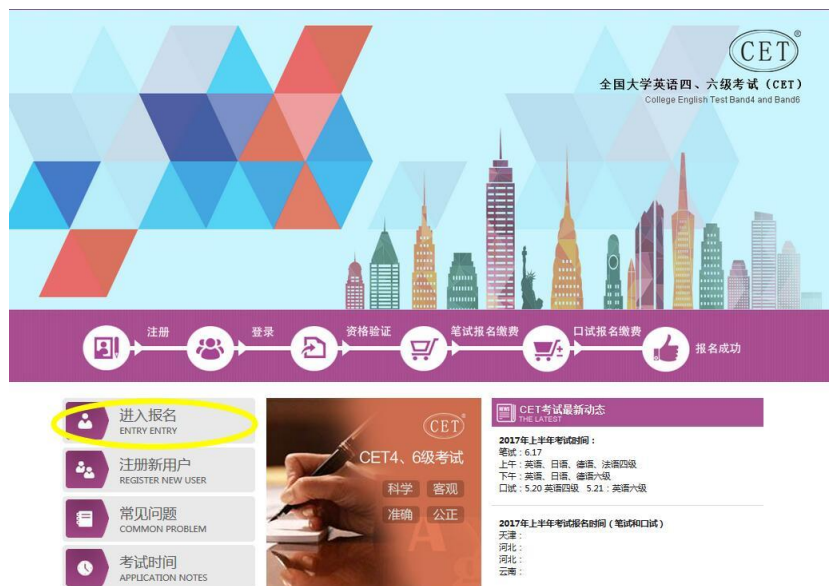 CET®
全国大学英语四、六级考试（CET）
College English Test Band4 and Band6
注册
登录
资格验证
笔试报名缴费
口试报名缴费
报名成功
进入报名
ENTRY ENTRY
注册新用户
REGISTER NEW USER
常见问题
COMMON PROBLEM
考试时间
APPLICATION NOTES
CET
CET4、6级考试
科学 客观
准确 公正
NEWS
CET考试最新动态
THE LATEST
2017年上半年考试时间：
笔试：6.17
上午：英语、日语、德语、法语四级
下午：英语、日语、德语六级
口试：5.20 英语四级 5.21：英语六级
2017年上半年考试报名时间（笔试和口试）
天津：
河北：
河北：
云南：